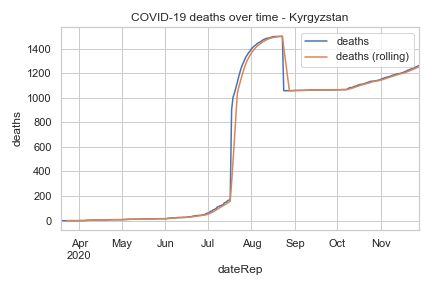 COVID-19 deaths over time - Kyrgyzstan
deaths
deaths (rolling)
1400
1200
1000
800
600
400
200
0
deaths
Apr
2020
May
Jun
Jul
Aug
Sep
Oct
Nov
dateRep